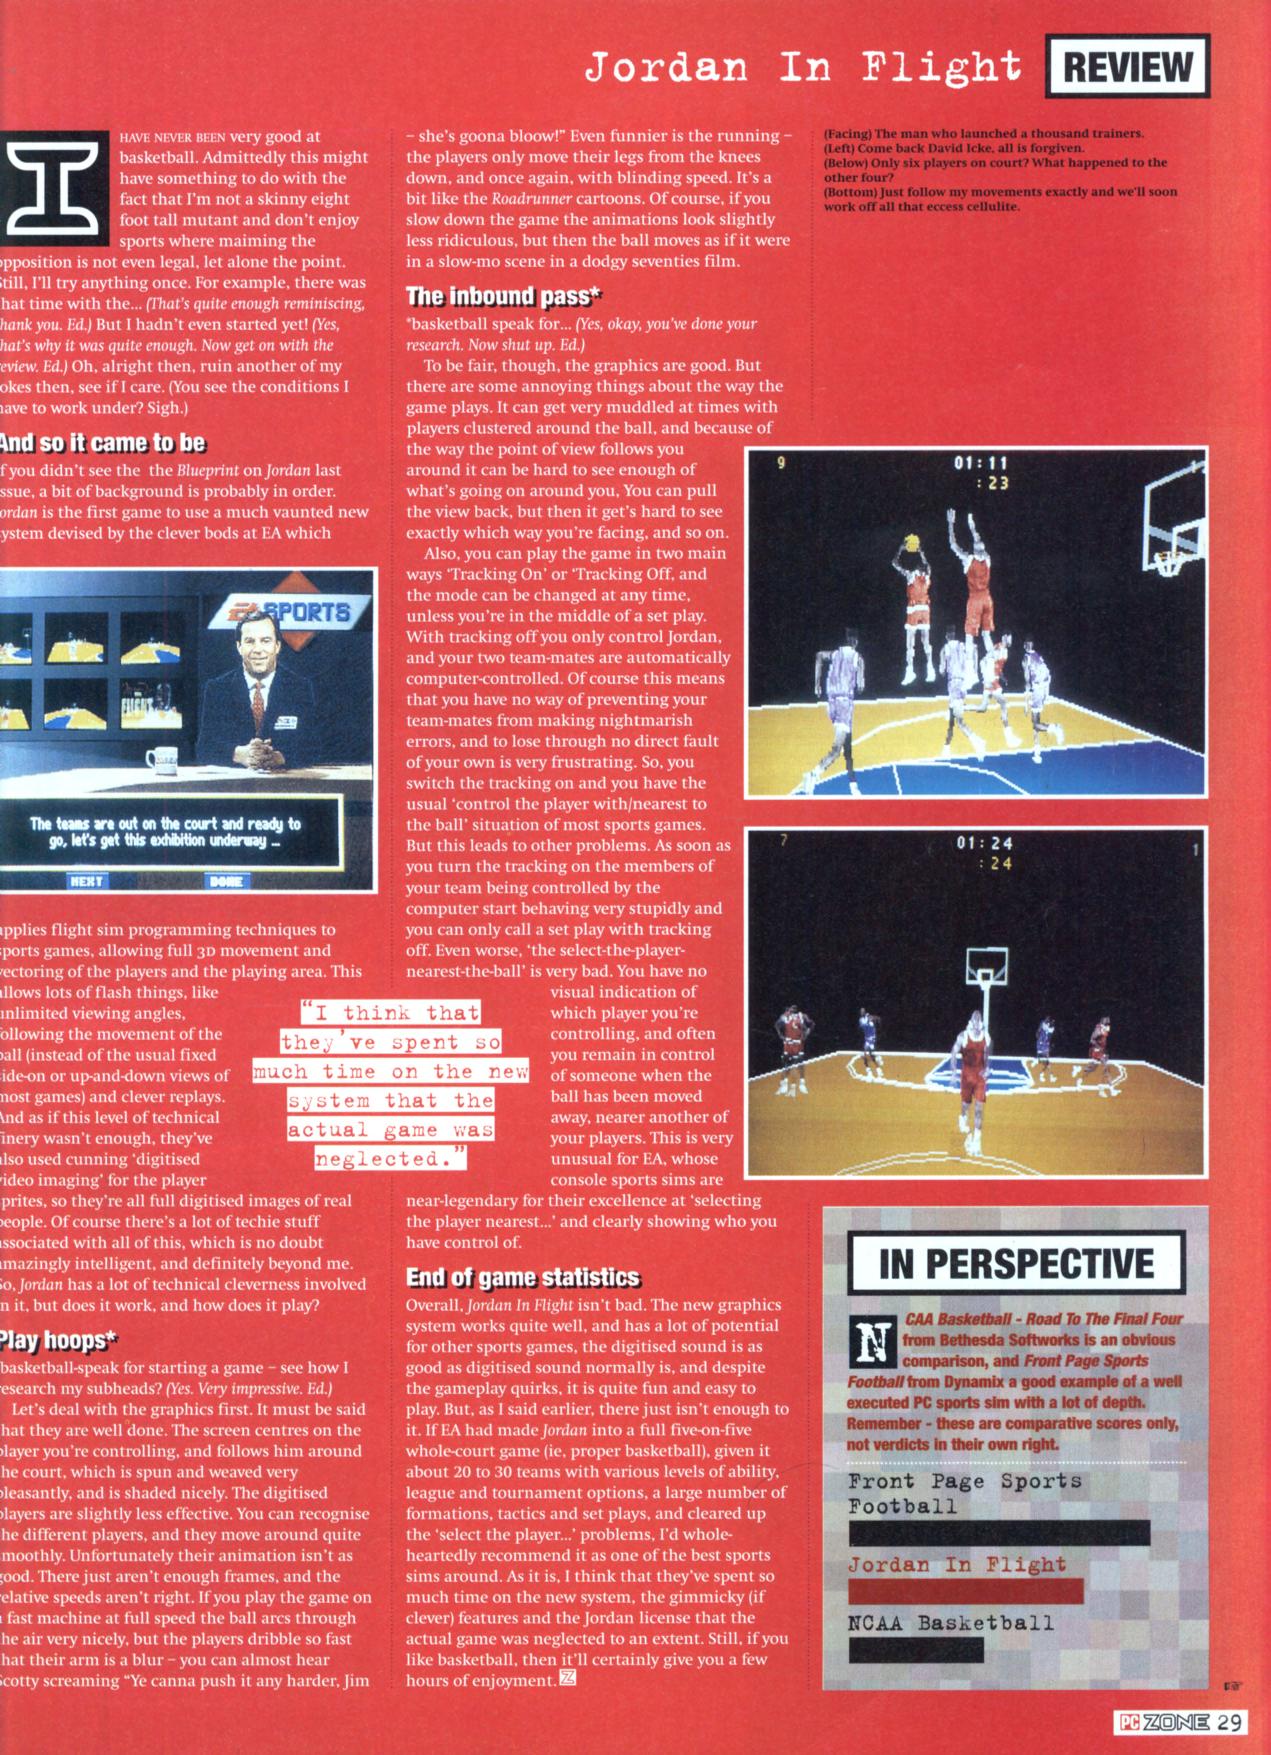 Jordan In Flight REVIEW
I HAVE NEVER BEEN very good at
basketball. Admittedly this might
have something to do with the
fact that I'm not a skinny eight
foot tall mutant and don't enjoy
sports where maiming the
opposition is not even legal, let alone the point.
Still, I'll try anything once. For example, there was
hat time with the... (That's quite enough reminiscing,
hank you. Ed.) But I hadn't even started yet! (Yes,
hat's why it was quite enough. Now get on with the
eview. Ed.) Oh, alright then, ruin another of my
okes then, see if I care. (You see the conditions I
have to work under? Sigh.)
And so it came to be
f you didn't see the the Blueprint on Jordan last
ssue, a bit of background is probably in order.
ordan is the first game to use a much vaunted new
system devised by the clever bods at EA which
EA SPORTS
FLIGHT
The teams are out on the court and ready to
go, let's get this exhibition underway ...
NEXT DONE
applies flight sim programming techniques to
sports games, allowing full 3D movement and
vectoring of the players and the playing area. This
allows lots of flash things, like
unlimited viewing angles,
following the movement of the
ball (instead of the usual fixed
side-on or up-and-down views of
most games) and clever replays.
And as if this level of technical
finery wasn't enough, they've
also used cunning 'digitised
video imaging' for the player
sprites, so they're all full digitised images of real
people. Of course there's a lot of techie stuff
associated with all of this, which is no doubt
amazingly intelligent, and definitely beyond me.
So, Jordan has a lot of technical cleverness involved
in it, but does it work, and how does it play?
Play hoops*
basketball-speak for starting a game – see how I
research my subheads? (Yes. Very impressive. Ed.)
Let's deal with the graphics first. It must be said
that they are well done. The screen centres on the
player you're controlling, and follows him around
the court, which is spun and weaved very
pleasantly, and is shaded nicely. The digitised
players are slightly less effective. You can recognise
the different players, and they move around quite
smoothly. Unfortunately their animation isn't as
good. There just aren't enough frames, and the
relative speeds aren't right. If you play the game on
a fast machine at full speed the ball arcs through
the air very nicely, but the players dribble so fast
that their arm is a blur – you can almost hear
Scotty screaming "Ye canna push it any harder, Jim
– she's goona bloow!" Even funnier is the running –
the players only move their legs from the knees
down, and once again, with blinding speed. It's a
bit like the Roadrunner cartoons. Of course, if you
slow down the game the animations look slightly
less ridiculous, but then the ball moves as if it were
in a slow-mo scene in a dodgy seventies film.
The inbound pass*
*basketball speak for... (Yes, okay, you've done your
research. Now shut up. Ed.)
To be fair, though, the graphics are good. But
there are some annoying things about the way the
game plays. It can get very muddled at times with
players clustered around the ball, and because of
the way the point of view follows you
around it can be hard to see enough of
what's going on around you, You can pull
the view back, but then it get's hard to see
exactly which way you're facing, and so on.
Also, you can play the game in two main
ways 'Tracking On' or 'Tracking Off, and
the mode can be changed at any time,
unless you're in the middle of a set play.
With tracking off you only control Jordan,
and your two team-mates are automatically
computer-controlled. Of course this means
that you have no way of preventing your
team-mates from making nightmarish
errors, and to lose through no direct fault
of your own is very frustrating. So, you
switch the tracking on and you have the
usual 'control the player with/nearest to
the ball' situation of most sports games.
But this leads to other problems. As soon as
you turn the tracking on the members of
your team being controlled by the
computer start behaving very stupidly and
you can only call a set play with tracking
off. Even worse, 'the select-the-player-
nearest-the-ball' is very bad. You have no
visual indication of
which player you're
controlling, and often
you remain in control
of someone when the
ball has been moved
away, nearer another of
your players. This is very
unusual for EA, whose
console sports sims are
near-legendary for their excellence at 'selecting
the player nearest...' and clearly showing who you
have control of.
"I think that
they've spent so
much time on the new
system that the
actual game was
neglected."
End of game statistics
Overall, Jordan In Flight isn't bad. The new graphics
system works quite well, and has a lot of potential
for other sports games, the digitised sound is as
good as digitised sound normally is, and despite
the gameplay quirks, it is quite fun and easy to
play. But, as I said earlier, there just isn't enough to
it. If EA had made Jordan into a full five-on-five
whole-court game (ie, proper basketball), given it
about 20 to 30 teams with various levels of ability,
league and tournament options, a large number of
formations, tactics and set plays, and cleared up
the 'select the player...' problems, I'd whole-
heartedly recommend it as one of the best sports
sims around. As it is, I think that they've spent so
much time on the new system, the gimmicky (if
clever) features and the Jordan license that the
actual game was neglected to an extent. Still, if you
like basketball, then it'll certainly give you a few
hours of enjoyment. Z
(Facing) The man who launched a thousand trainers.
(Left) Come back David Icke, all is forgiven.
(Below) Only six players on court? What happened to the
other four?
(Bottom) Just follow my movements exactly and we'll soon
work off all that eccess cellulite.
9 01:11 1
:23
7 01:24 1
:24
IN PERSPECTIVE
NCAA Basketball - Road To The Final Four
from Bethesda Softworks is an obvious
comparison, and Front Page Sports
Football from Dynamix a good example of a well
executed PC sports sim with a lot of depth.
Remember - these are comparative scores only,
not verdicts in their own right.
Front Page Sports
Football
Jordan In Flight
NCAA Basketball
PC ZONE 29